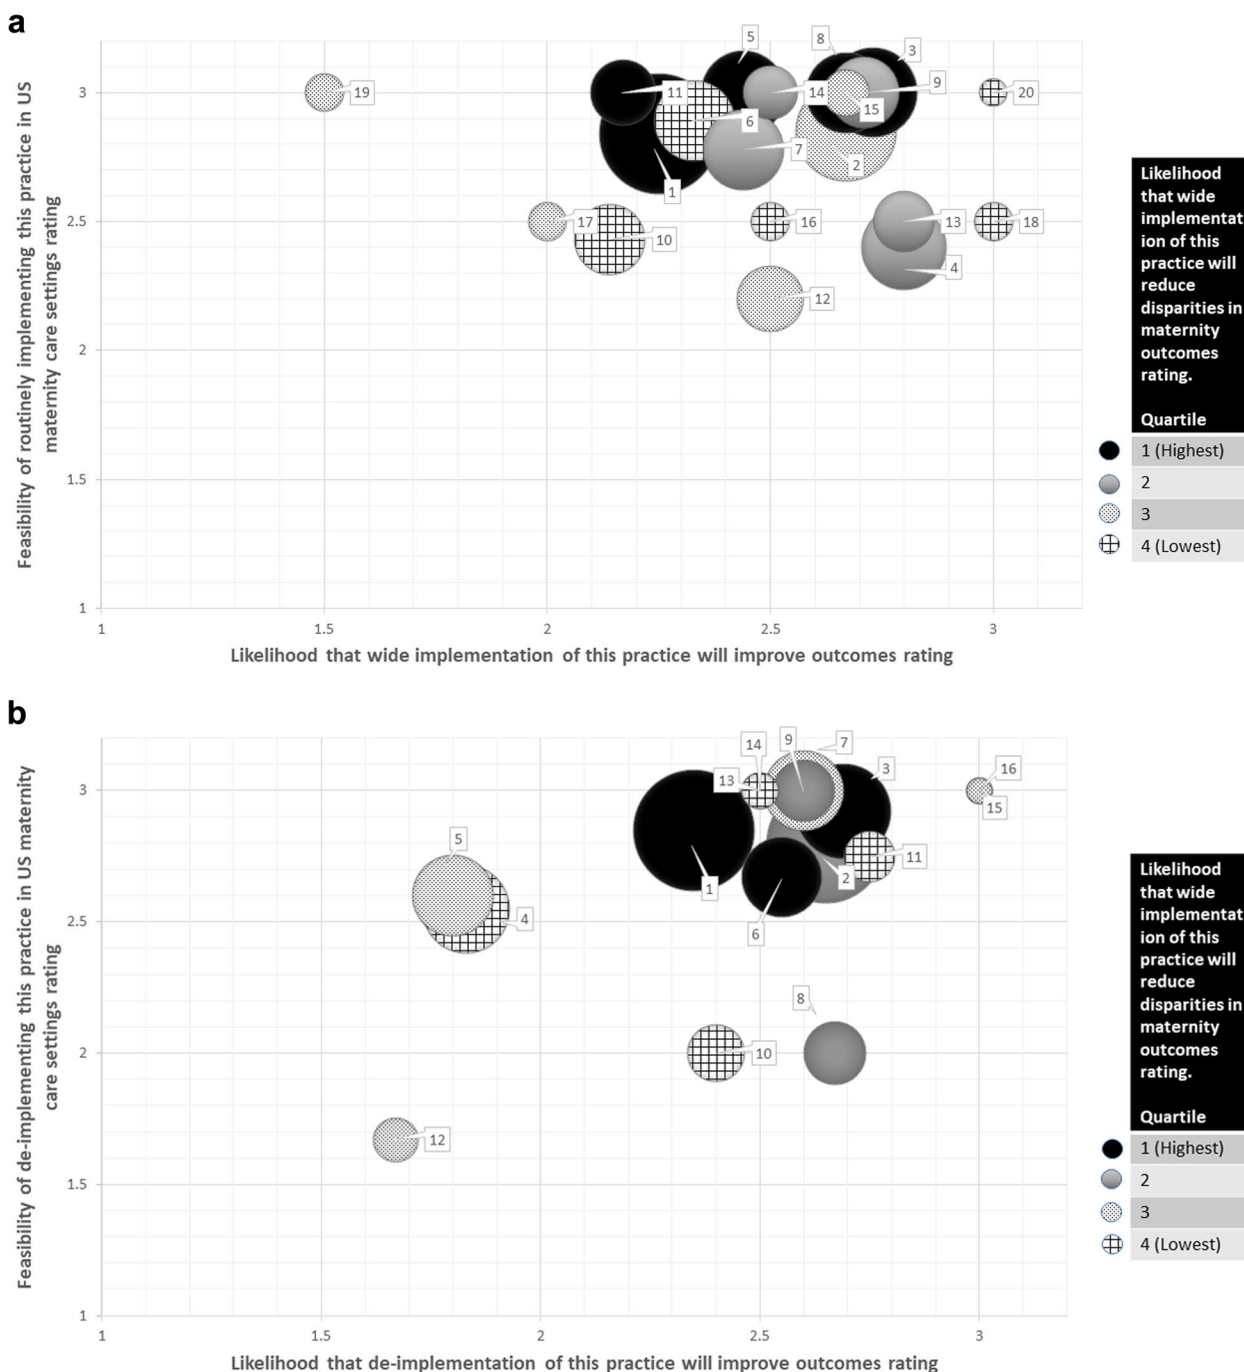 a
5
8
3
3
19
11
14
9
20
15
6
7
2
1
2.5
17
16
13
18
10
4
12
2
1.5
1
1
1.5
2
2.5
3
Feasibility of routinely implementing this practice in US
maternity care settings rating
Likelihood that wide implementation of this practice will improve outcomes rating
Likelihood
that wide
implementat
ion of this
practice will
reduce
disparities in
maternity
outcomes
rating.
Quartile
1 (Highest)
2
3
4 (Lowest)
b
14
9
7
3
16
3
13
15
5
11
2
1
4
6
2.5
8
2
10
12
1.5
1
1
1.5
2
2.5
3
Feasibility of de-implementing this practice in US maternity
care settings rating
Likelihood that de-implementation of this practice will improve outcomes rating
Likelihood
that wide
implementat
ion of this
practice will
reduce
disparities in
maternity
outcomes
rating.
Quartile
1 (Highest)
2
3
4 (Lowest)